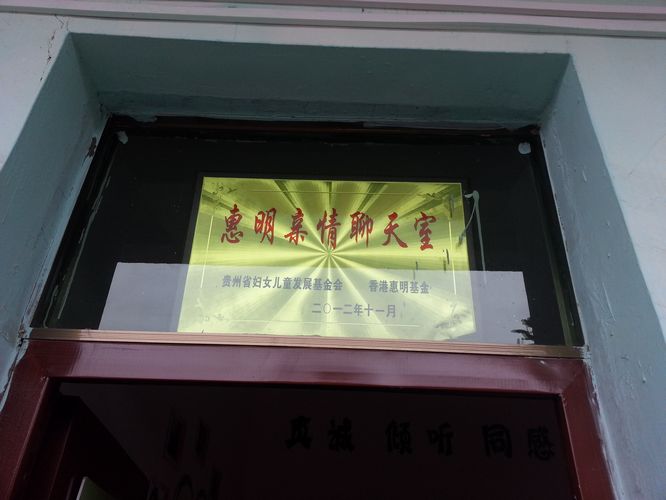 惠明亲情聊天室
贵州省妇女儿童发展基金会 香港惠明基金
二〇一二年十一月
真诚 倾听 同感